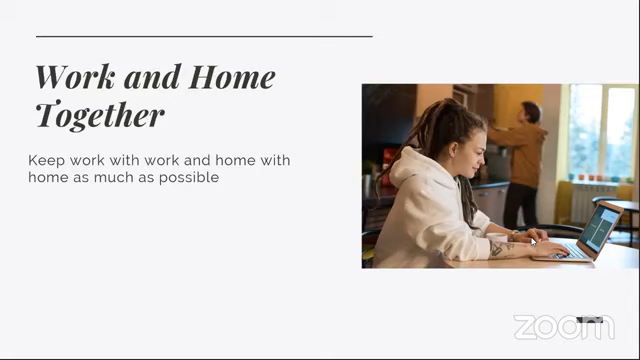 Work and Home
Together
Keep work with work and home with
home as much as possible
zoom